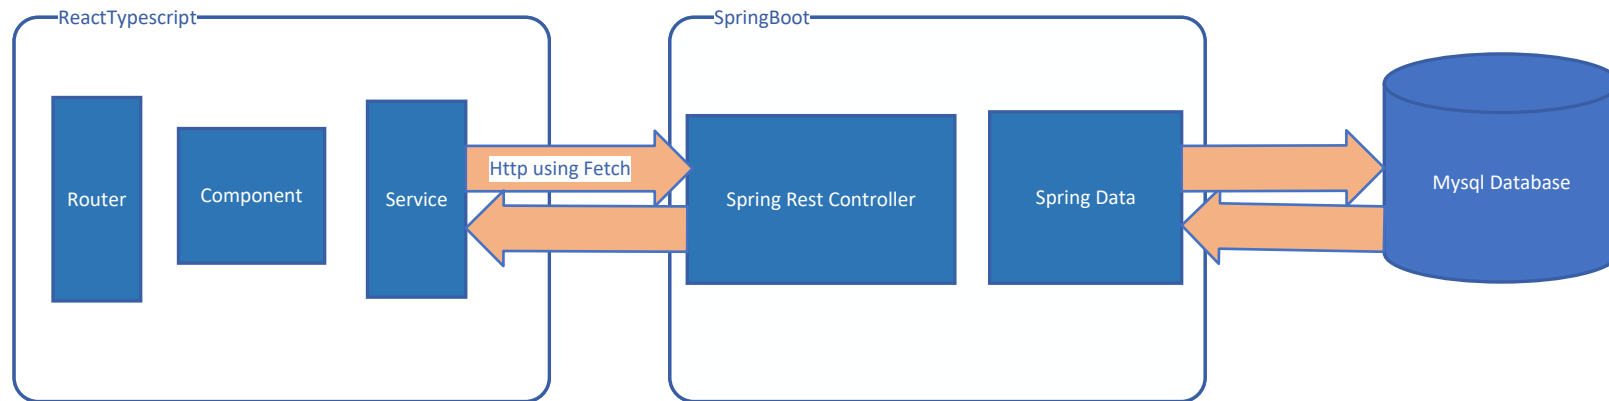 ReactTypescript
SpringBoot
Router
Component
Service
Http using Fetch
Spring Rest Controller
Spring Data
Mysql Database